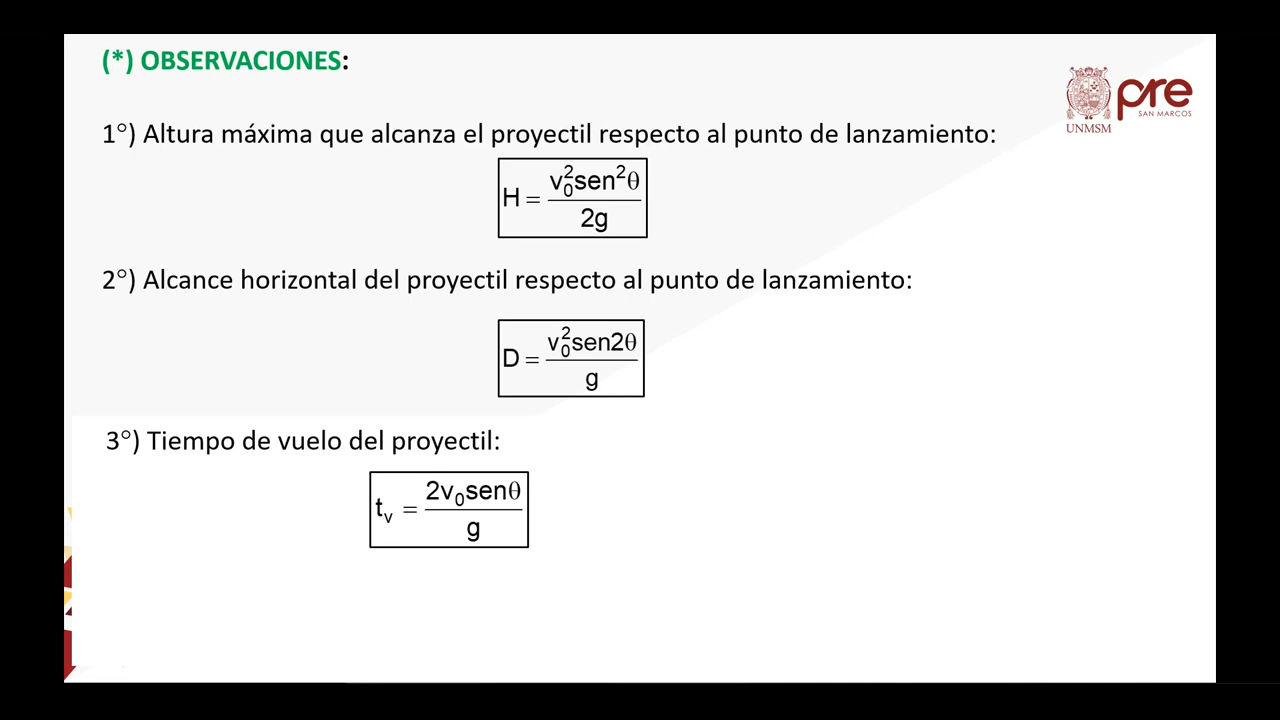 (*) OBSERVACIONES:
UNMSM
pre
SAN MARCOS
1°) Altura máxima que alcanza el proyectil respecto al punto de lanzamiento:
H = v₀²sen²θ / 2g
2°) Alcance horizontal del proyectil respecto al punto de lanzamiento:
D = v₀²sen2θ / g
3°) Tiempo de vuelo del proyectil:
tᵥ = 2v₀senθ / g